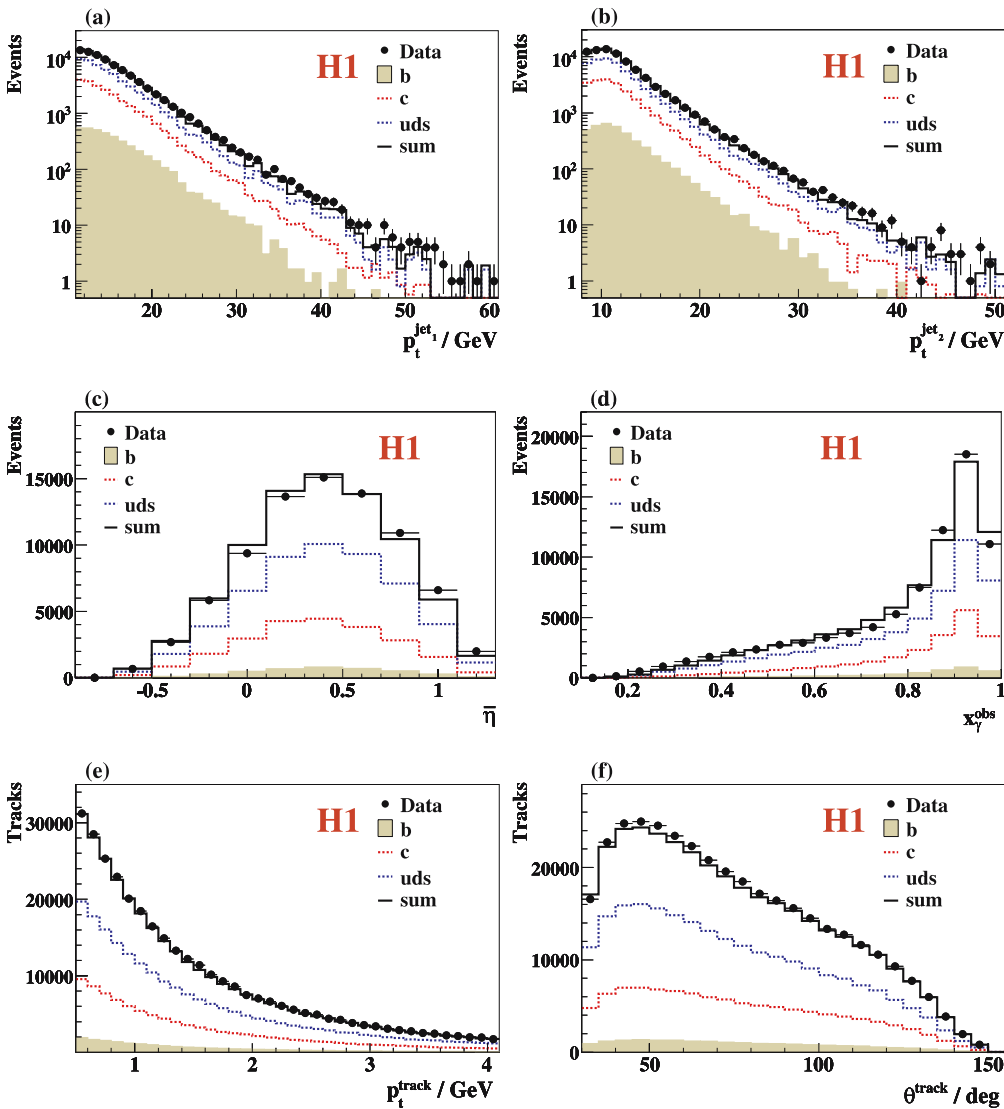 (a)
Events
H1
Data
b
c
uds
sum
10⁴
10³
10²
10
1
20 30 40 50 60
p_t^jet₁ / GeV
(b)
Events
H1
Data
b
c
uds
sum
10⁴
10³
10²
10
1
10 20 30 40 50
p_t^jet₂ / GeV
(c)
Events
Data
b
c
uds
sum
H1
15000
10000
5000
0
-0.5 0 0.5 1
η̅
(d)
Events
Data
b
c
uds
sum
H1
20000
15000
10000
5000
0
0.2 0.4 0.6 0.8 1
x_γ^obs
(e)
Tracks
H1
Data
b
c
uds
sum
30000
20000
10000
1 2 3 4
p_t^track / GeV
(f)
Tracks
H1
Data
b
c
uds
sum
20000
10000
0
50 100 150
θ^track / deg